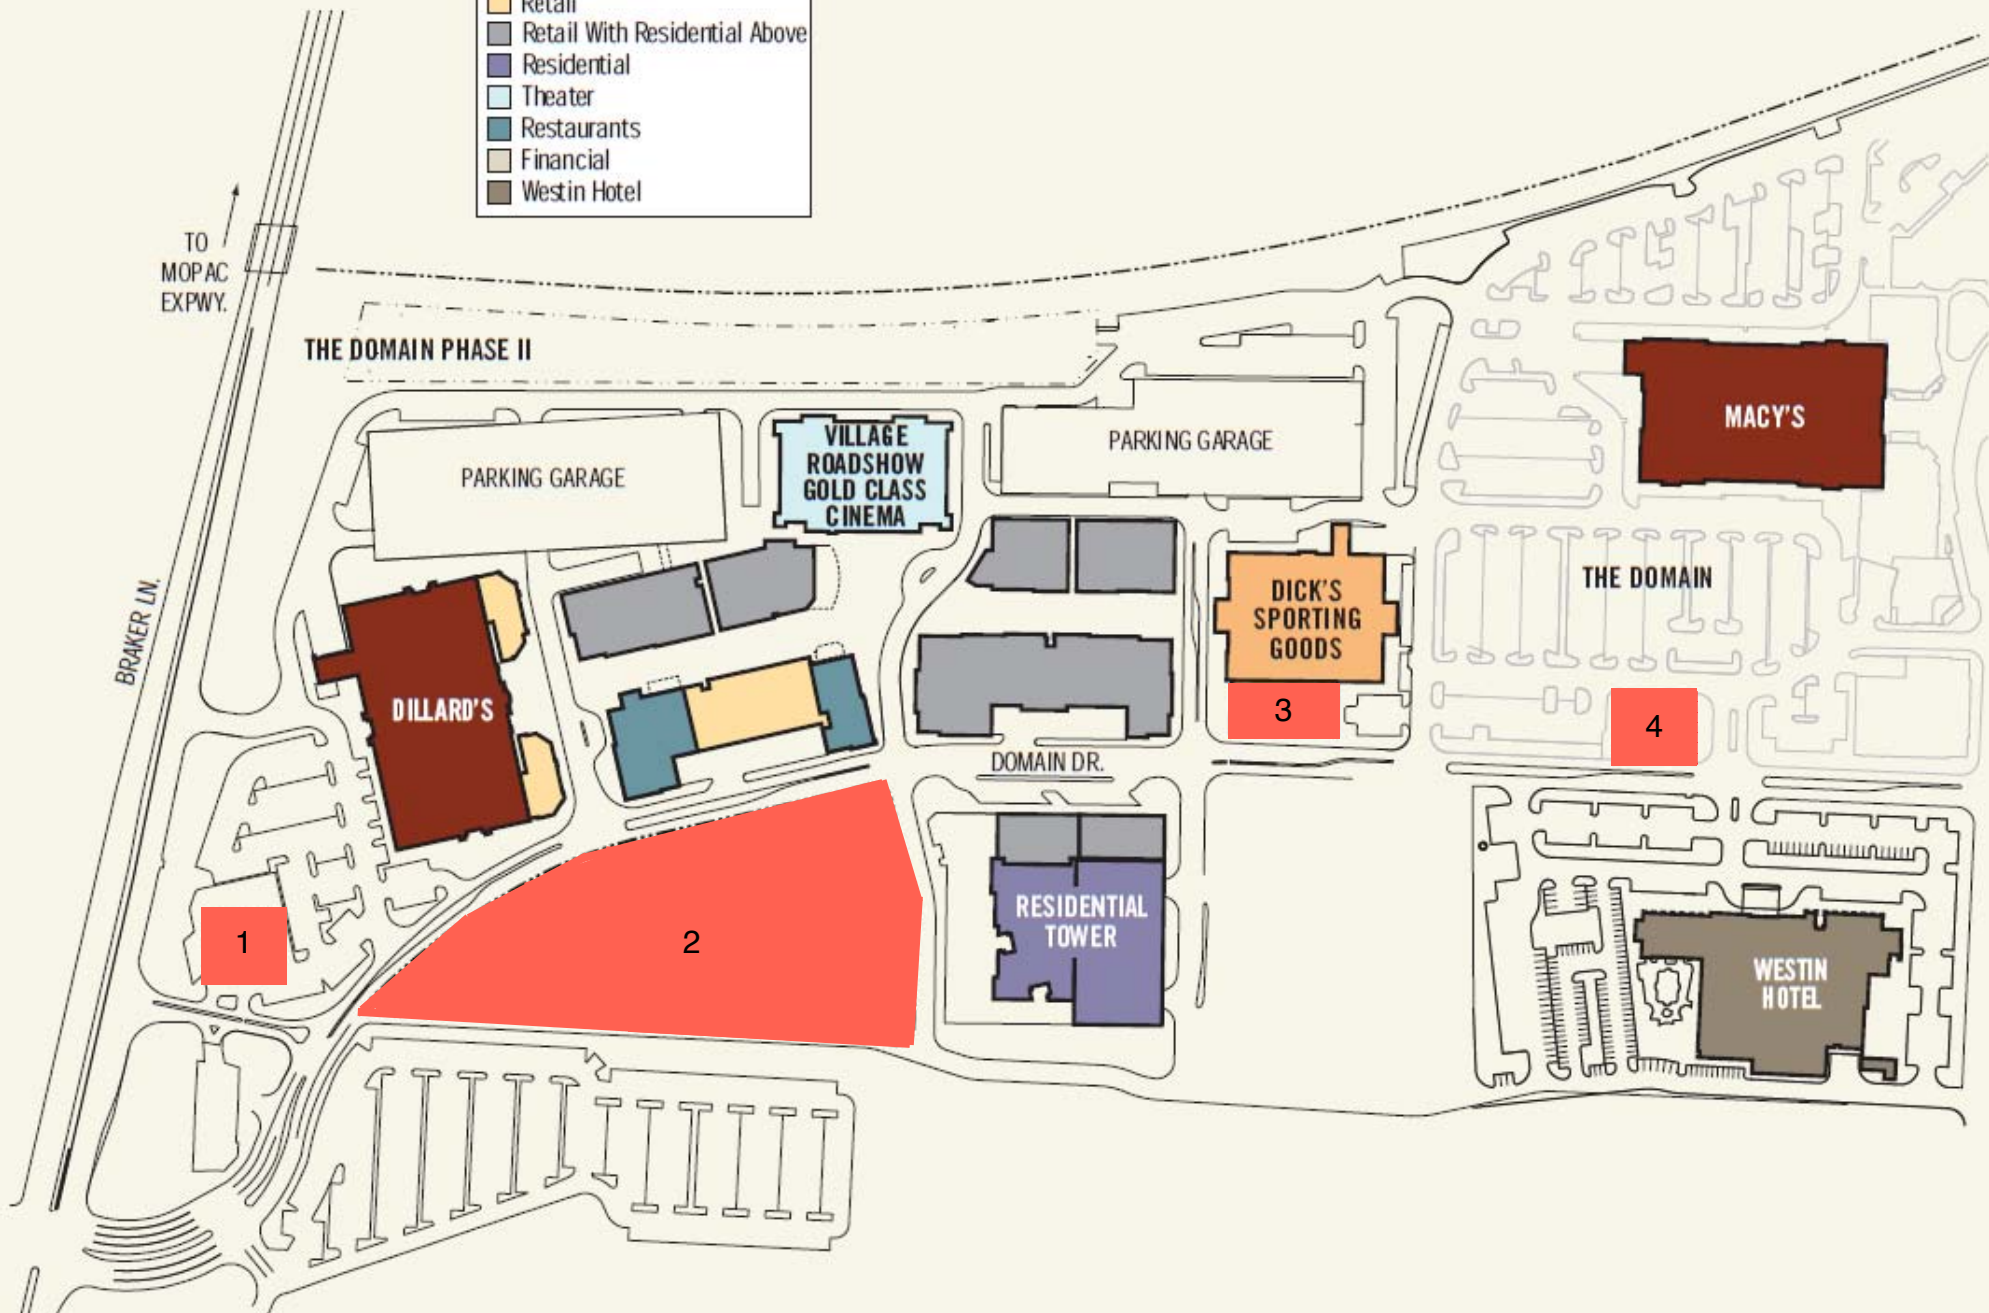 Retail
Retail With Residential Above
Residential
Theater
Restaurants
Financial
Westin Hotel
TO
MOPAC
EXPWY.
THE DOMAIN PHASE II
PARKING GARAGE
VILLAGE
ROADSHOW
GOLD CLASS
CINEMA
PARKING GARAGE
MACY'S
BRAKER LN.
DILLARD'S
DICK'S
SPORTING
GOODS
THE DOMAIN
3
4
DOMAIN DR.
1
2
RESIDENTIAL
TOWER
WESTIN
HOTEL